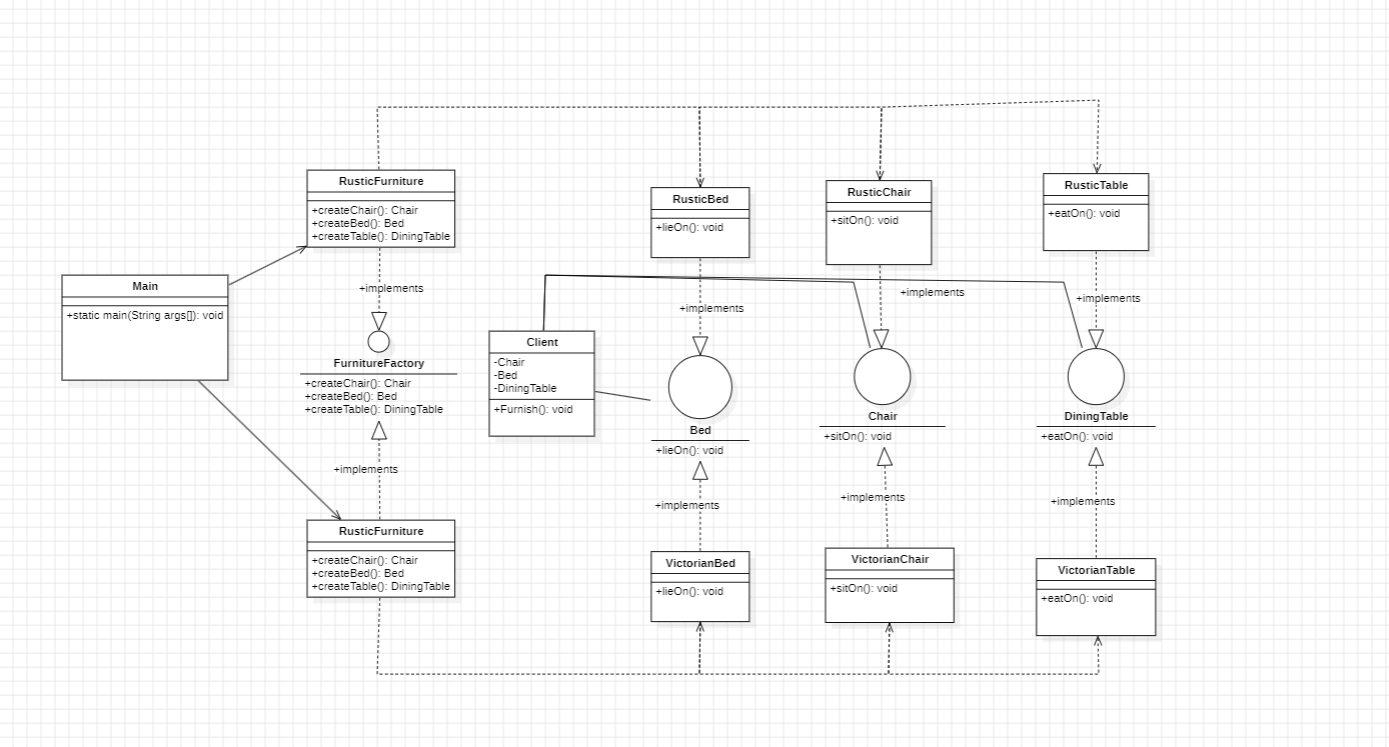 RusticFurniture
+createChair(): Chair
+createBed(): Bed
+createTable(): DiningTable
RusticBed
+lieOn(): void
RusticChair
+sitOn(): void
RusticTable
+eatOn(): void
Main
+static main(String args[]): void
+implements
+implements
+implements
+implements
FurnitureFactory
+createChair(): Chair
+createBed(): Bed
+createTable(): DiningTable
Client
-Chair
-Bed
-DiningTable
+Furnish(): void
Bed
+lieOn(): void
Chair
+sitOn(): void
DiningTable
+eatOn(): void
+implements
+implements
+implements
+implements
RusticFurniture
+createChair(): Chair
+createBed(): Bed
+createTable(): DiningTable
VictorianBed
+lieOn(): void
VictorianChair
+sitOn(): void
VictorianTable
+eatOn(): void